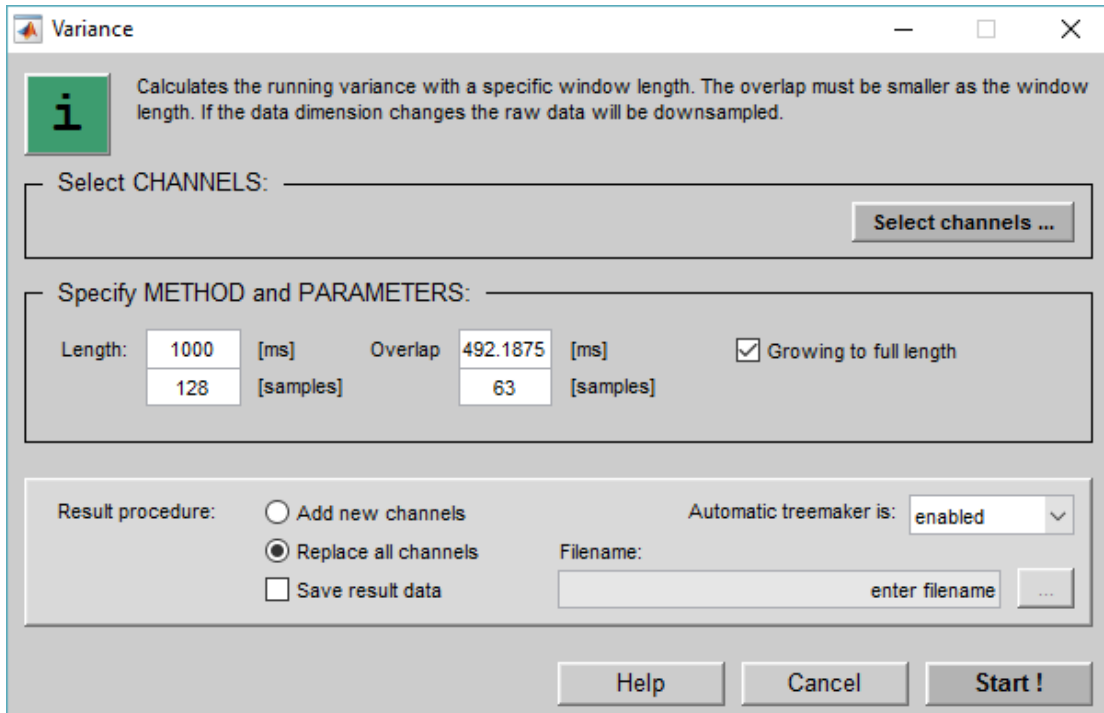 Variance
Calculates the running variance with a specific window length. The overlap must be smaller as the window
length. If the data dimension changes the raw data will be downsampled.
i
Select CHANNELS:
Select channels ...
Specify METHOD and PARAMETERS:
Length: 1000 [ms] Overlap 492.1875 [ms] Growing to full length
128 [samples] 63 [samples]
Result procedure: Add new channels Automatic treemaker is: enabled
Replace all channels Filename:
Save result data enter filename ...
Help Cancel Start !